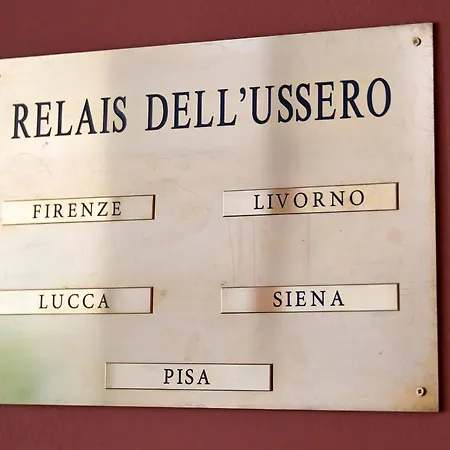 RELAIS DELL'USSERO
FIRENZE
LIVORNO
LUCCA
SIENA
PISA